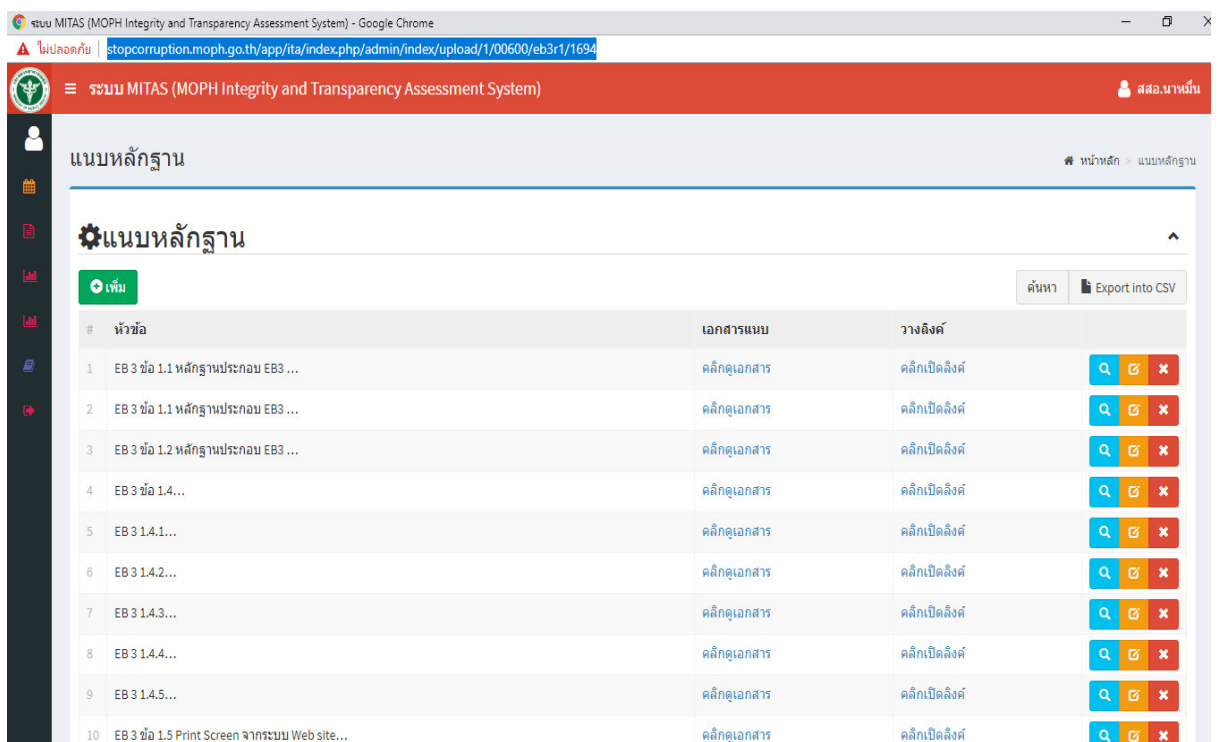 ระบบ MITAS (MOPH Integrity and Transparency Assessment System) - Google Chrome
ไม่ปลอดภัย stopcorruption.moph.go.th/app/ita/index.php/admin/index/upload/1/00600/eb3r1/1694
ระบบ MITAS (MOPH Integrity and Transparency Assessment System) สสอ.นาหมื่น
แนบหลักฐาน หน้าหลัก > แนบหลักฐาน
แนบหลักฐาน
เพิ่ม ค้นหา Export into CSV
# หัวข้อ เอกสารแนบ วางลิงค์
1 EB 3 ข้อ 1.1 หลักฐานประกอบ EB3 ... คลิกดูเอกสาร คลิกเปิดลิงค์
2 EB 3 ข้อ 1.1 หลักฐานประกอบ EB3 ... คลิกดูเอกสาร คลิกเปิดลิงค์
3 EB 3 ข้อ 1.2 หลักฐานประกอบ EB3 ... คลิกดูเอกสาร คลิกเปิดลิงค์
4 EB 3 ข้อ 1.4... คลิกดูเอกสาร คลิกเปิดลิงค์
5 EB 3 1.4.1... คลิกดูเอกสาร คลิกเปิดลิงค์
6 EB 3 1.4.2... คลิกดูเอกสาร คลิกเปิดลิงค์
7 EB 3 1.4.3... คลิกดูเอกสาร คลิกเปิดลิงค์
8 EB 3 1.4.4... คลิกดูเอกสาร คลิกเปิดลิงค์
9 EB 3 1.4.5... คลิกดูเอกสาร คลิกเปิดลิงค์
10 EB 3 ข้อ 1.5 Print Screen จากระบบ Web site... คลิกดูเอกสาร คลิกเปิดลิงค์